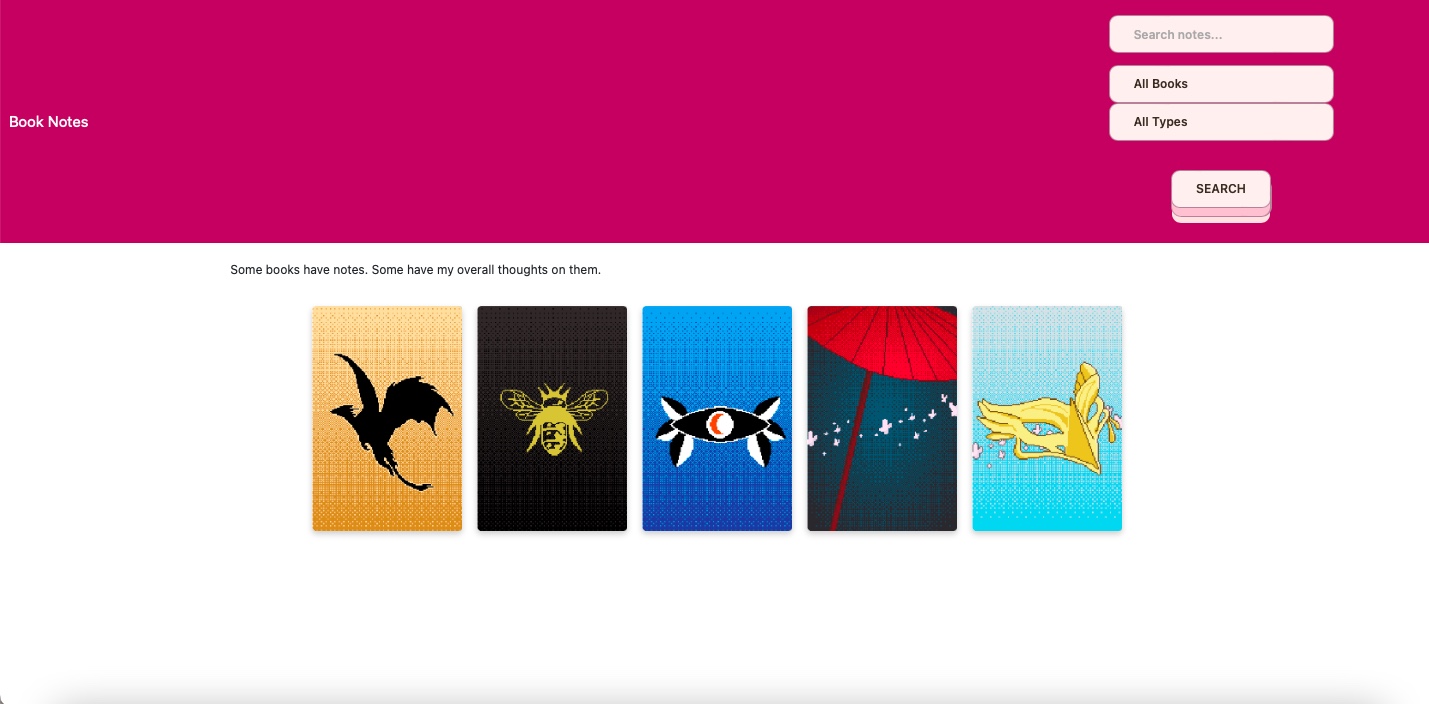 Search notes...
All Books
All Types
Book Notes
SEARCH
Some books have notes. Some have my overall thoughts on them.